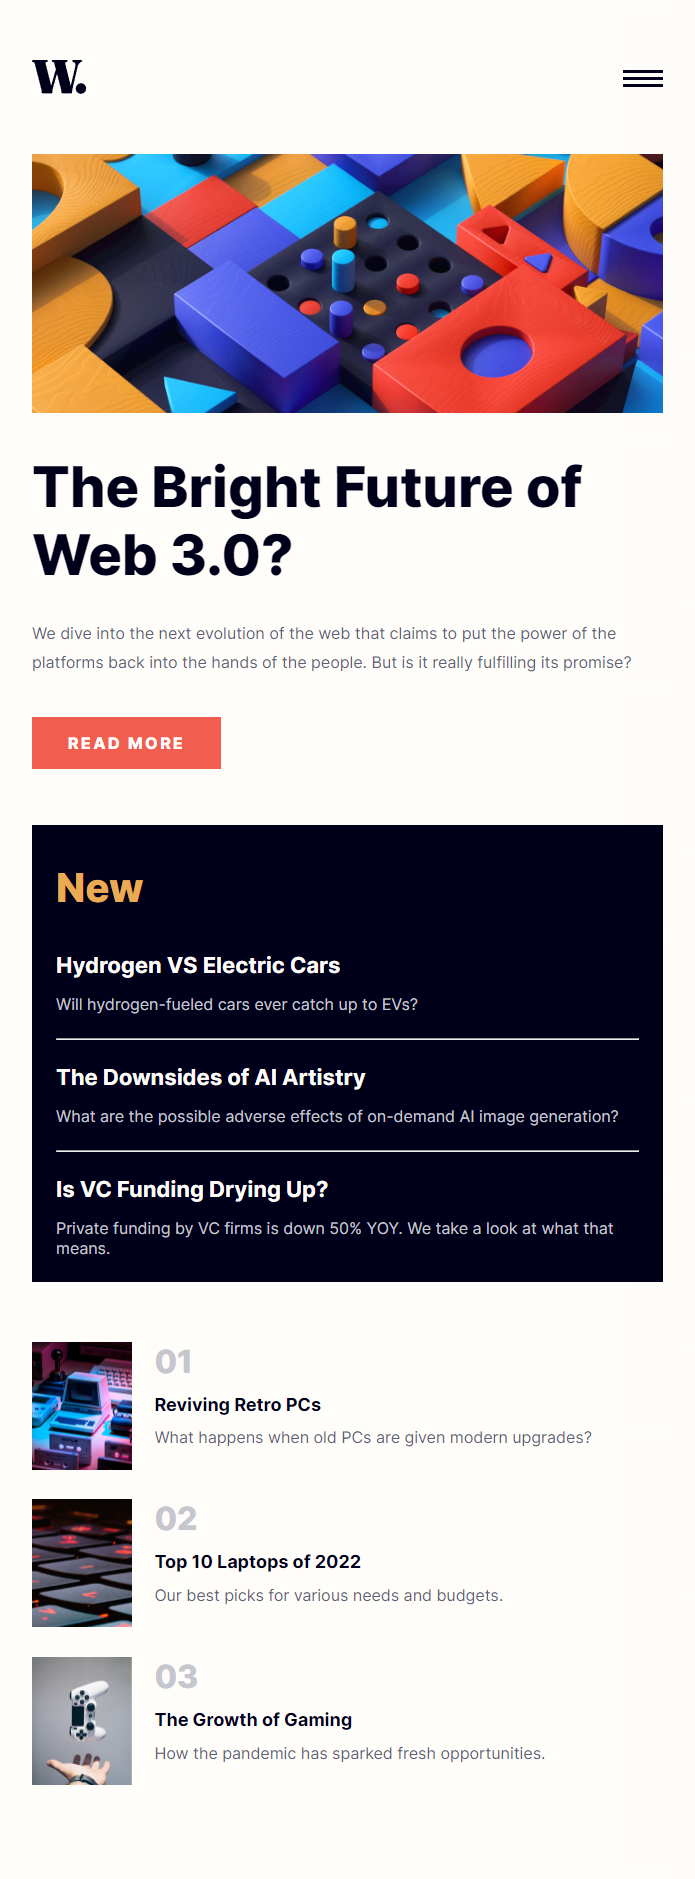 W.
The Bright Future of
Web 3.0?
We dive into the next evolution of the web that claims to put the power of the
platforms back into the hands of the people. But is it really fulfilling its promise?
READ MORE
New
Hydrogen VS Electric Cars
Will hydrogen-fueled cars ever catch up to EVs?
The Downsides of AI Artistry
What are the possible adverse effects of on-demand AI image generation?
Is VC Funding Drying Up?
Private funding by VC firms is down 50% YOY. We take a look at what that
means.
01
Reviving Retro PCs
What happens when old PCs are given modern upgrades?
02
Top 10 Laptops of 2022
Our best picks for various needs and budgets.
03
The Growth of Gaming
How the pandemic has sparked fresh opportunities.